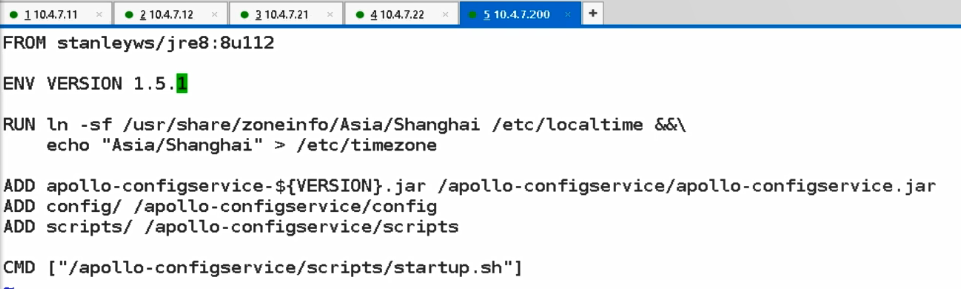 1 10.4.7.11 × 2 10.4.7.12 × 3 10.4.7.21 × 4 10.4.7.22 × 5 10.4.7.200 × +
FROM stanleyws/jre8:8u112
ENV VERSION 1.5.1
RUN ln -sf /usr/share/zoneinfo/Asia/Shanghai /etc/localtime &&\
    echo "Asia/Shanghai" > /etc/timezone
ADD apollo-configservice-${VERSION}.jar /apollo-configservice/apollo-configservice.jar
ADD config/ /apollo-configservice/config
ADD scripts/ /apollo-configservice/scripts
CMD ["/apollo-configservice/scripts/startup.sh"]
~